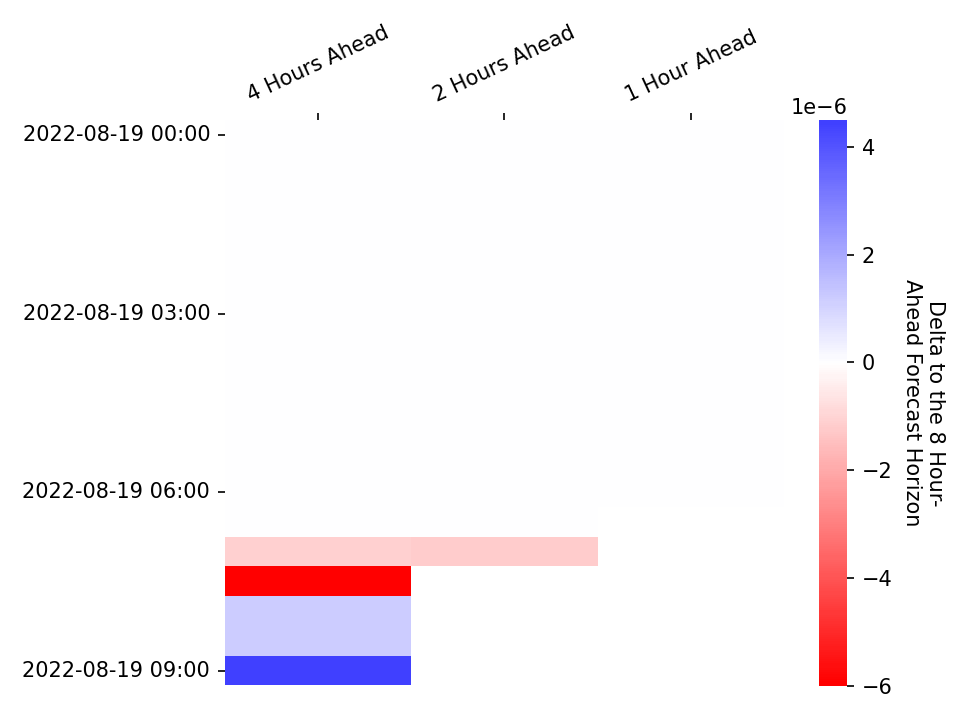 4 Hours Ahead
2 Hours Ahead
1 Hour Ahead
1e−6
2022-08-19 00:00
2022-08-19 03:00
2022-08-19 06:00
2022-08-19 09:00
4
2
0
−2
−4
−6
Delta to the 8 Hour-
Ahead Forecast Horizon